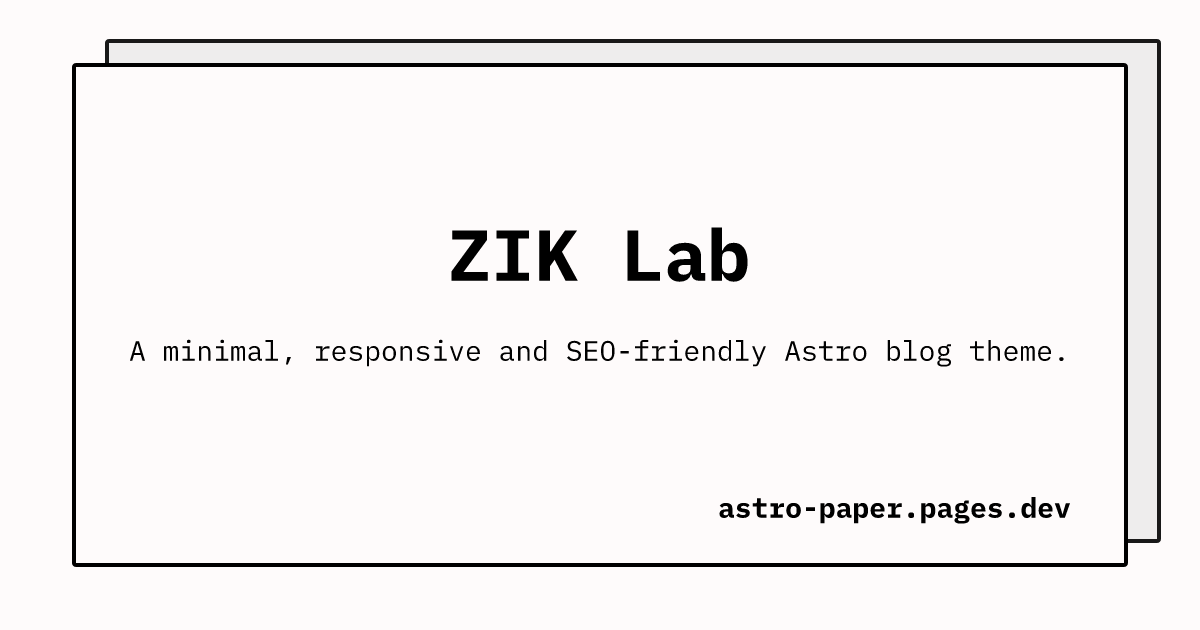 ZIK Lab
A minimal, responsive and SEO-friendly Astro blog theme.
astro-paper.pages.dev